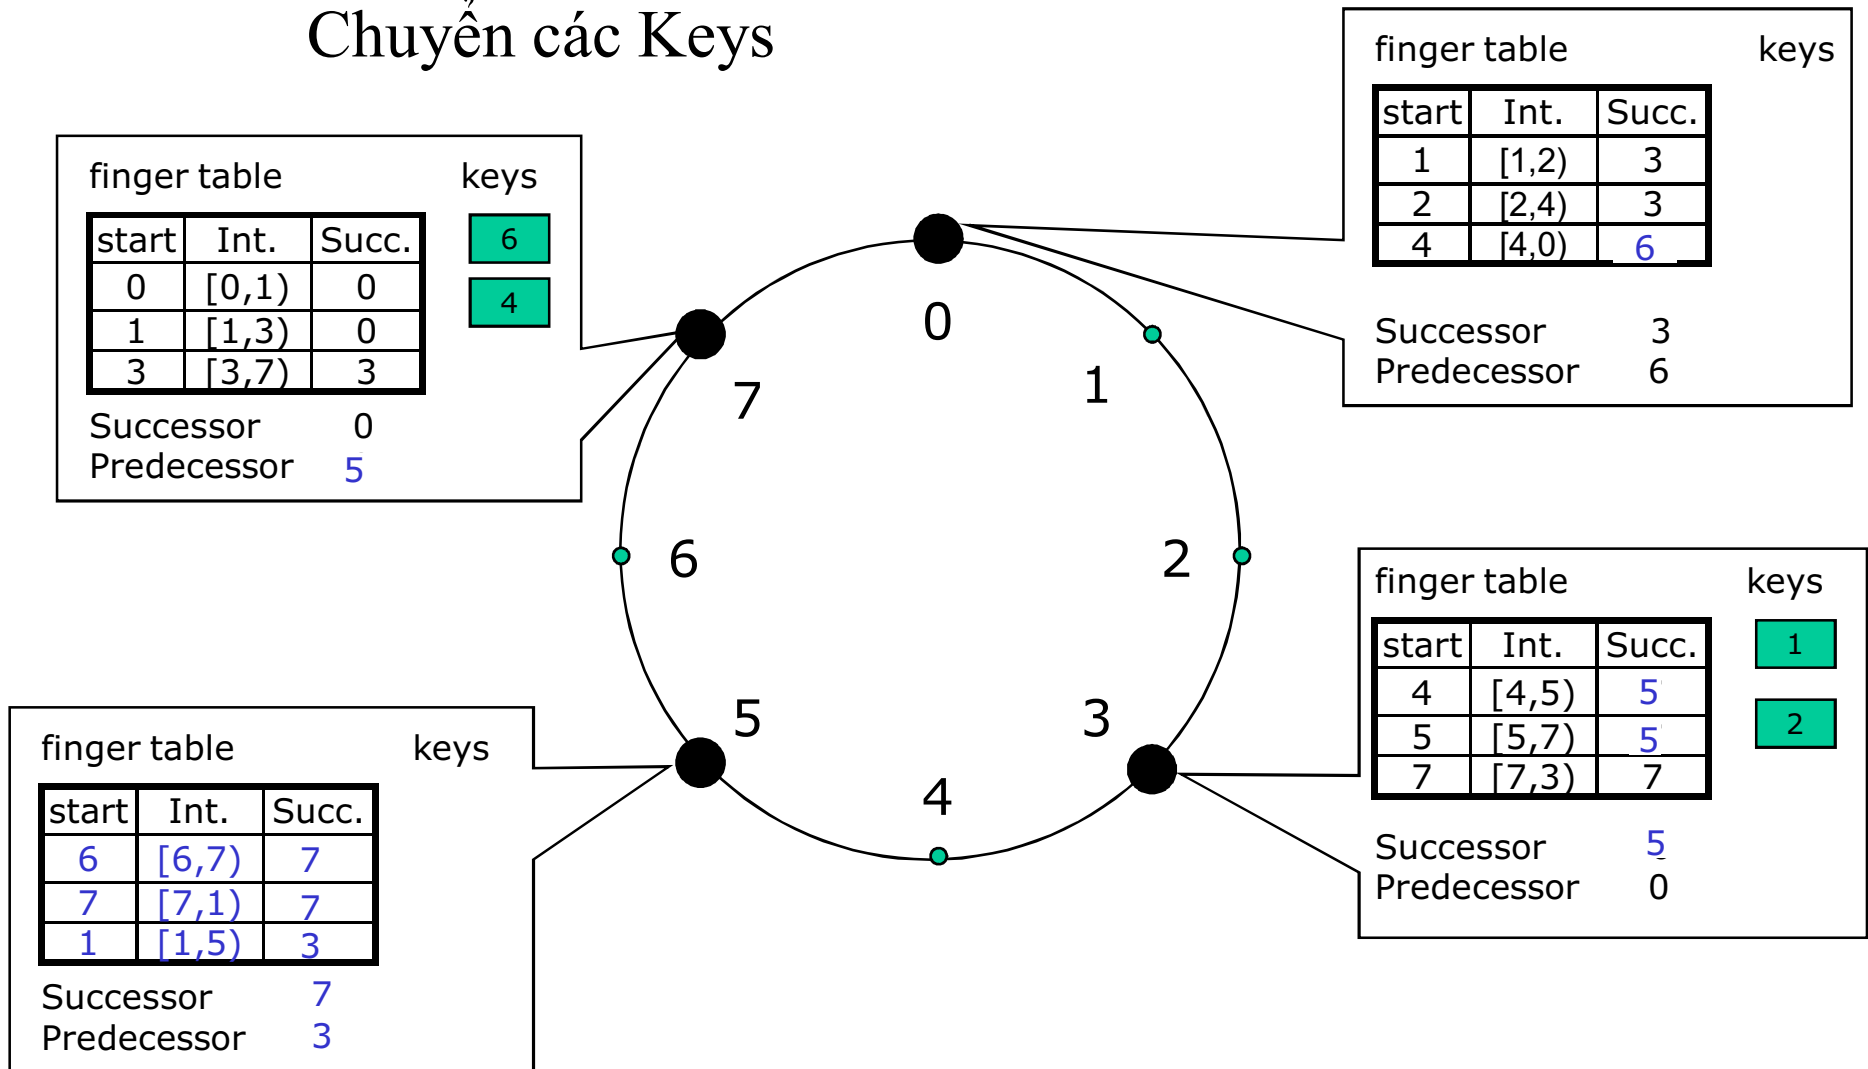 Chuyển các Keys
finger table keys
start Int. Succ.
1 [1,2) 3
2 [2,4) 3
4 [4,0) 6
Successor 3
Predecessor 6
finger table keys
start Int. Succ.
0 [0,1) 0
1 [1,3) 0
3 [3,7) 3
6
4
Successor 0
Predecessor 5
0
1
2
3
4
5
6
7
finger table keys
start Int. Succ.
4 [4,5) 5
5 [5,7) 5
7 [7,3) 7
1
2
Successor 5
Predecessor 0
finger table keys
start Int. Succ.
6 [6,7) 7
7 [7,1) 7
1 [1,5) 3
Successor 7
Predecessor 3